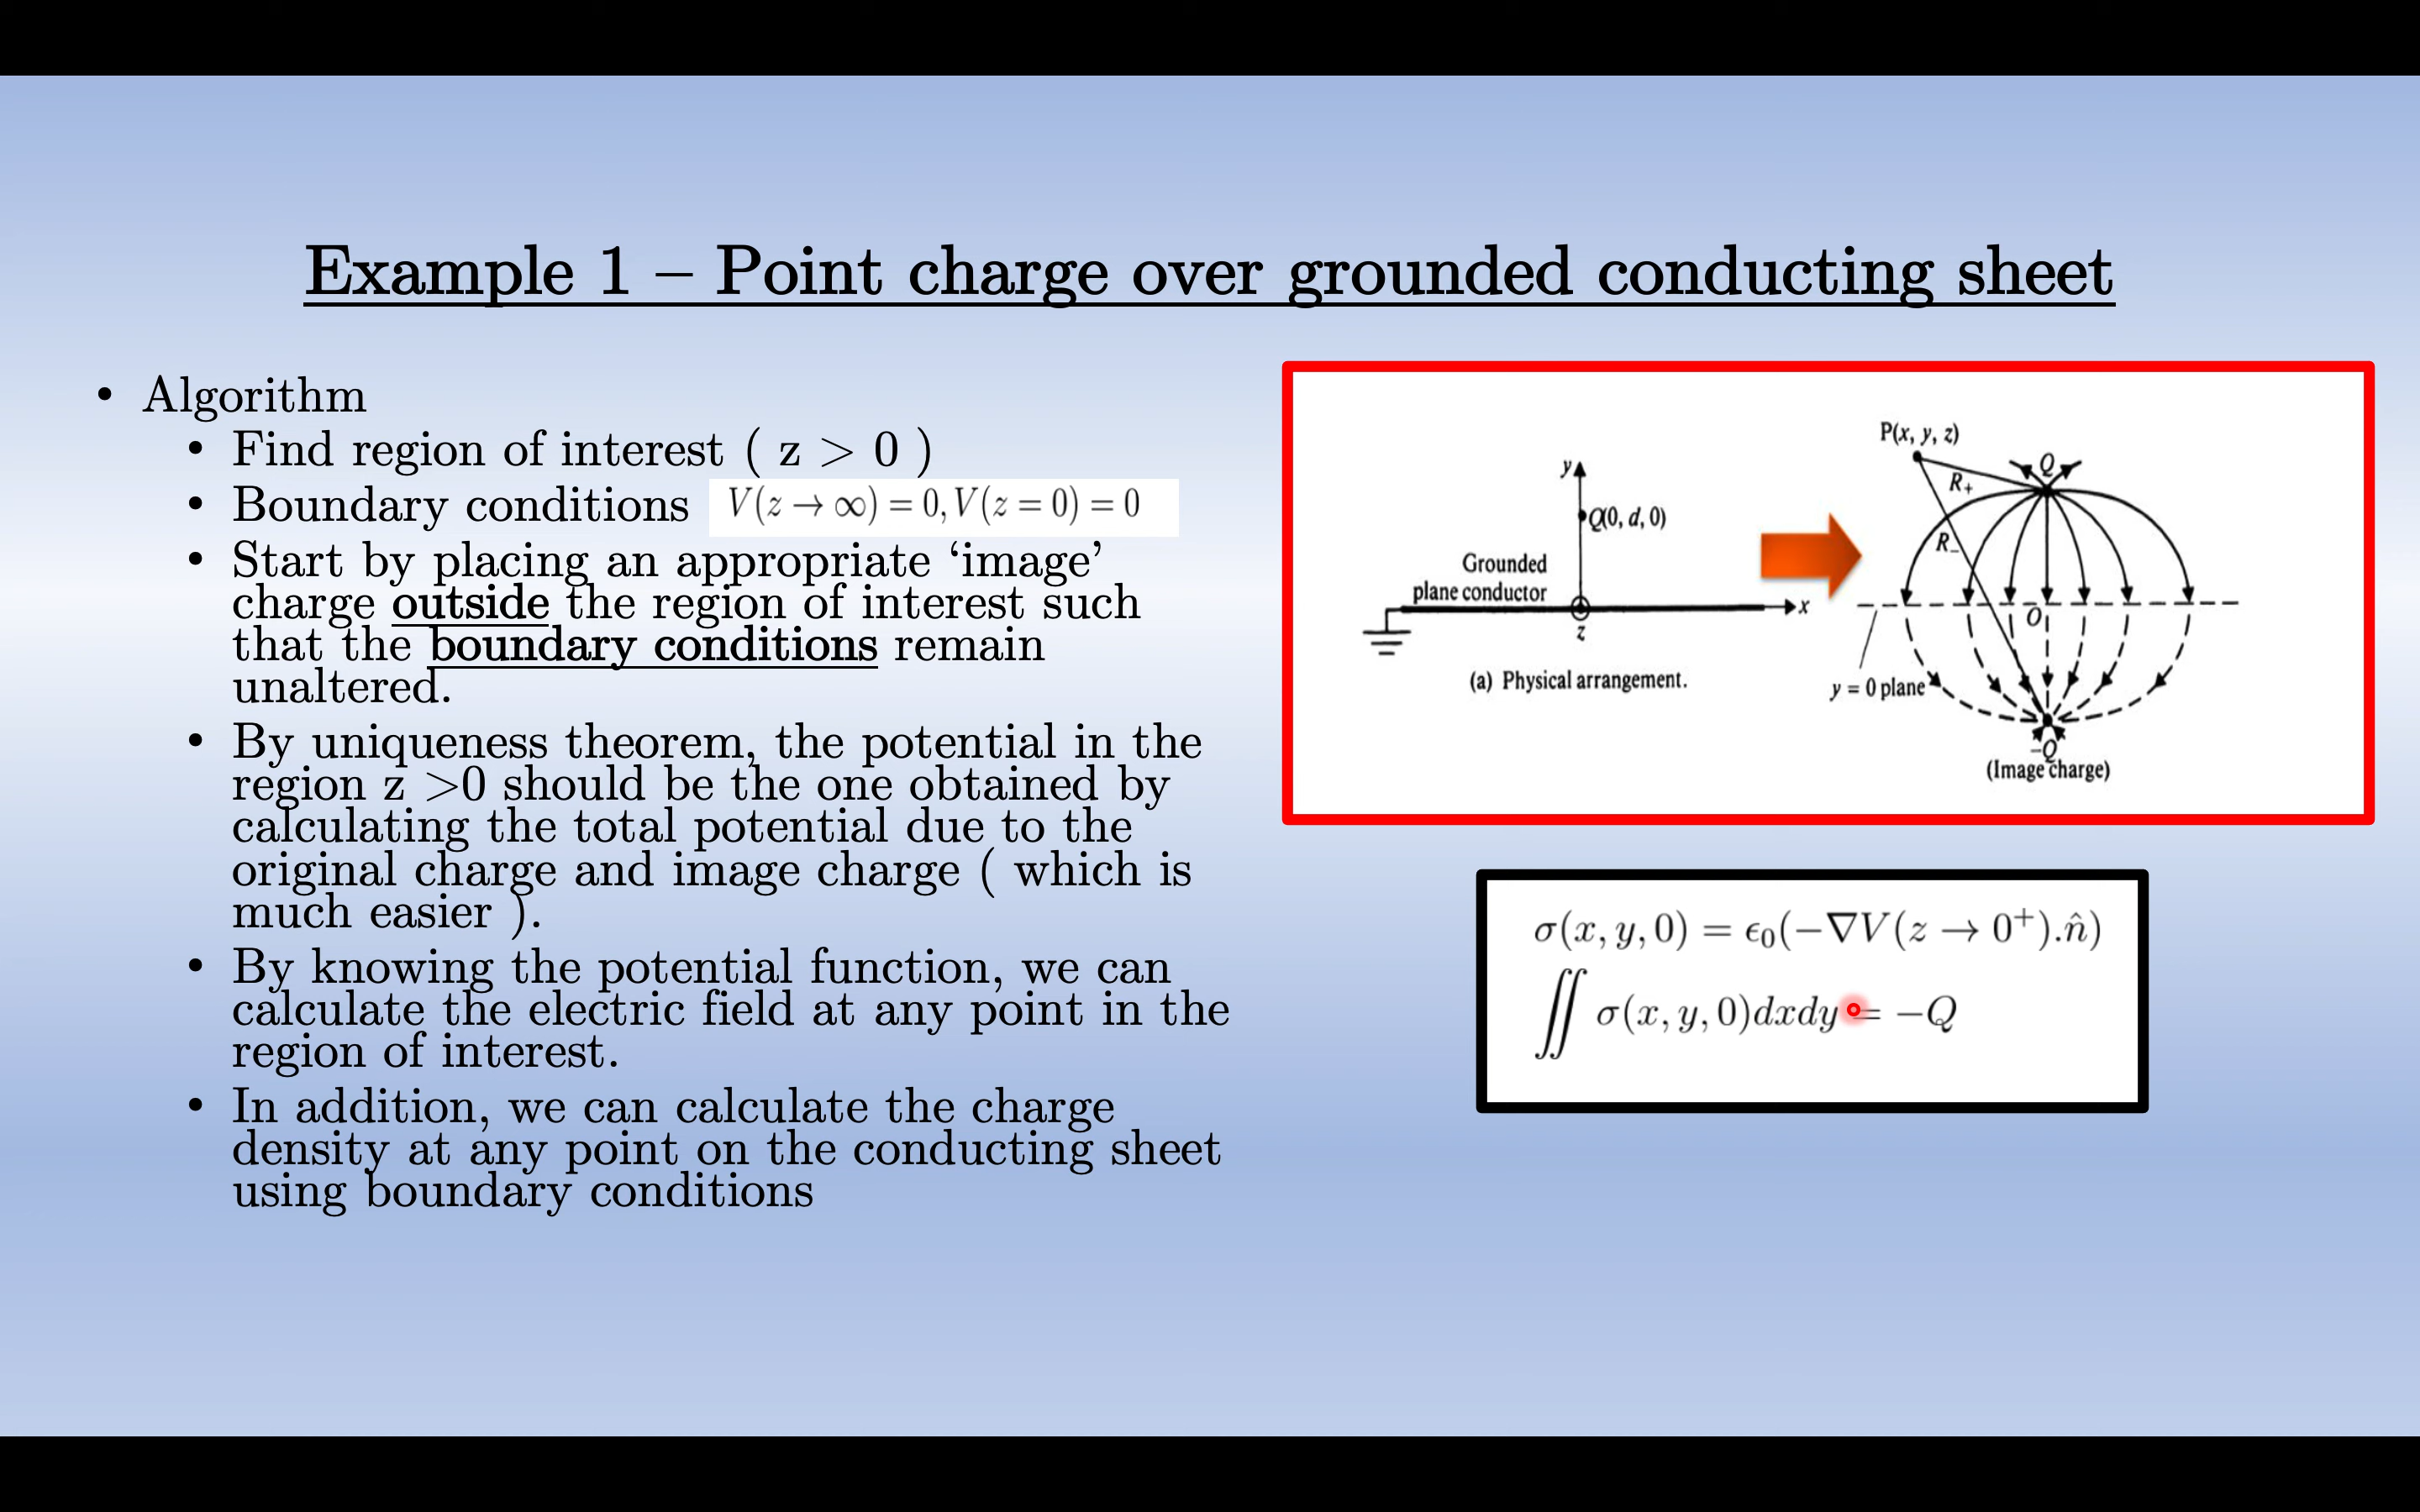 Example 1 – Point charge over grounded conducting sheet
• Algorithm
• Find region of interest ( z > 0 )
• Boundary conditions V(z → ∞) = 0, V(z = 0) = 0
• Start by placing an appropriate ‘image’
charge outside the region of interest such
that the boundary conditions remain
unaltered.
• By uniqueness theorem, the potential in the
region z >0 should be the one obtained by
calculating the total potential due to the
original charge and image charge ( which is
much easier ).
• By knowing the potential function, we can
calculate the electric field at any point in the
region of interest.
• In addition, we can calculate the charge
density at any point on the conducting sheet
using boundary conditions
y
Q(0, d, 0)
Grounded
plane conductor
x
z
(a) Physical arrangement.
P(x, y, z)
Q
R₊
R₋
O
y = 0 plane
−Q
(Image charge)
σ(x, y, 0) = ϵ₀(−∇V(z → 0⁺).n̂)
∬ σ(x, y, 0)dxdy = −Q